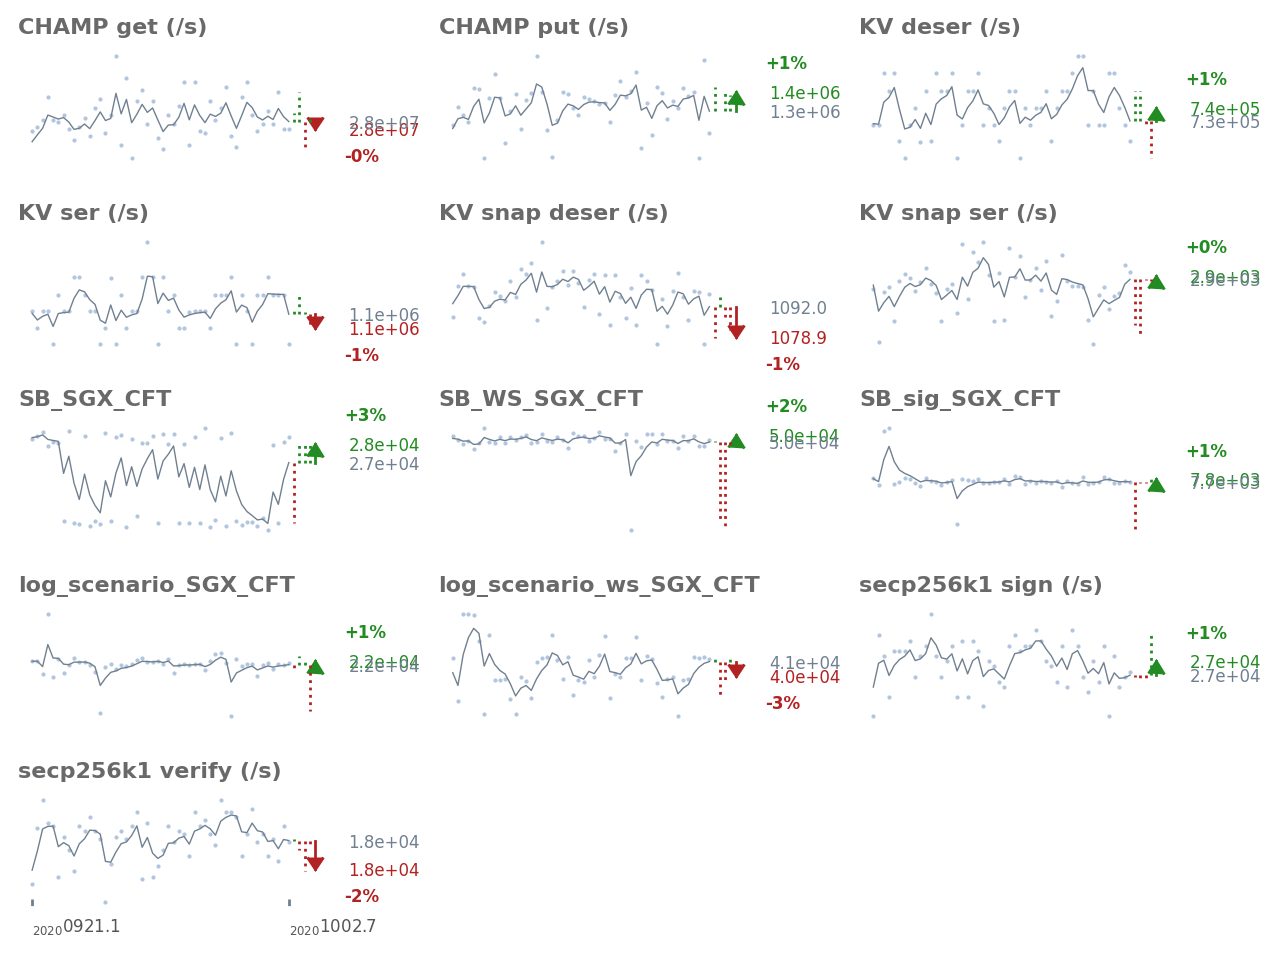 CHAMP get (/s)
2.8e+07
2.8e+07
-0%
CHAMP put (/s)
+1%
1.4e+06
1.3e+06
KV deser (/s)
+1%
7.4e+05
7.3e+05
KV ser (/s)
1.1e+06
1.1e+06
-1%
KV snap deser (/s)
1092.0
1078.9
-1%
KV snap ser (/s)
+0%
2.9e+03
2.9e+03
SB_SGX_CFT
+3%
2.8e+04
2.7e+04
SB_WS_SGX_CFT
+2%
5.0e+04
5.0e+04
SB_sig_SGX_CFT
+1%
7.8e+03
7.7e+03
log_scenario_SGX_CFT
+1%
2.2e+04
2.2e+04
log_scenario_ws_SGX_CFT
4.1e+04
4.0e+04
-3%
secp256k1 sign (/s)
+1%
2.7e+04
2.7e+04
secp256k1 verify (/s)
1.8e+04
1.8e+04
-2%
2020 0921.1
2020 1002.7